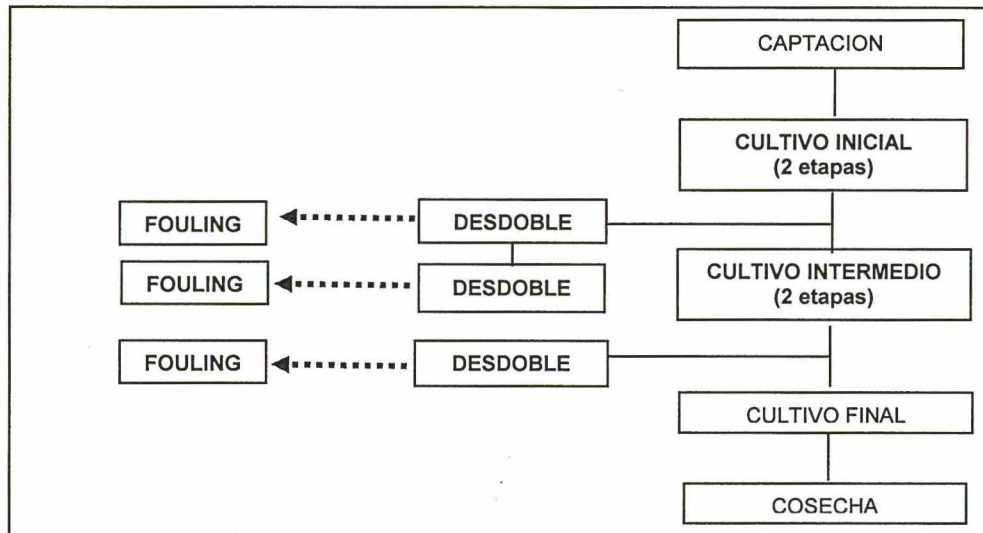 CAPTACION
CULTIVO INICIAL
(2 etapas)
FOULING
DESDOBLE
CULTIVO INTERMEDIO
(2 etapas)
FOULING
DESDOBLE
FOULING
DESDOBLE
CULTIVO FINAL
COSECHA